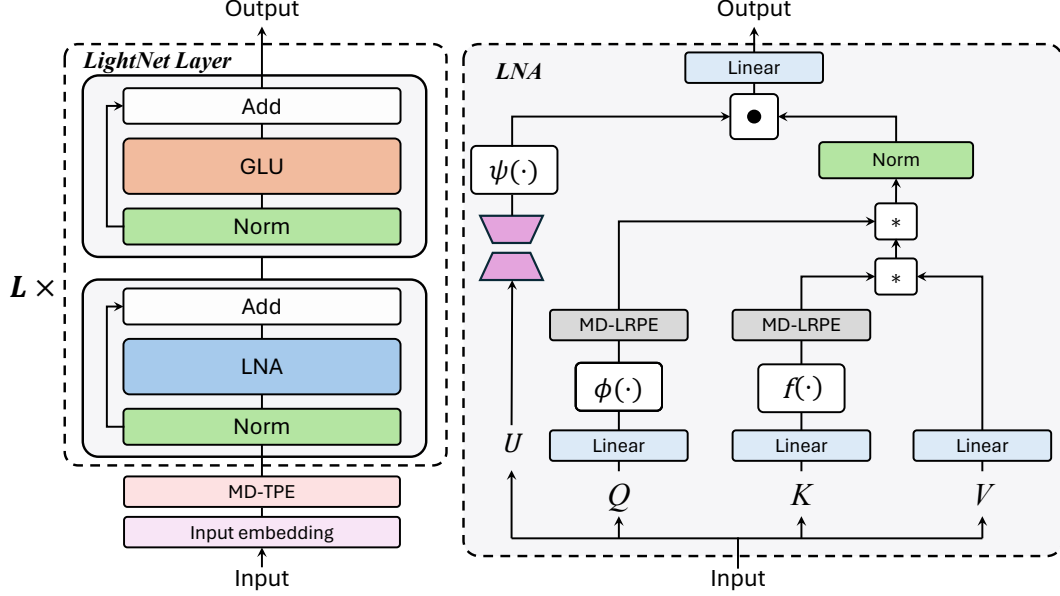 Output
LightNet Layer
Add
GLU
Norm
L ×
Add
LNA
Norm
MD-TPE
Input embedding
Input
Output
LNA
Linear
●
ψ(·)
Norm
*
*
MD-LRPE
MD-LRPE
ϕ(·)
f(·)
U
Linear
Linear
Linear
Q
K
V
Input